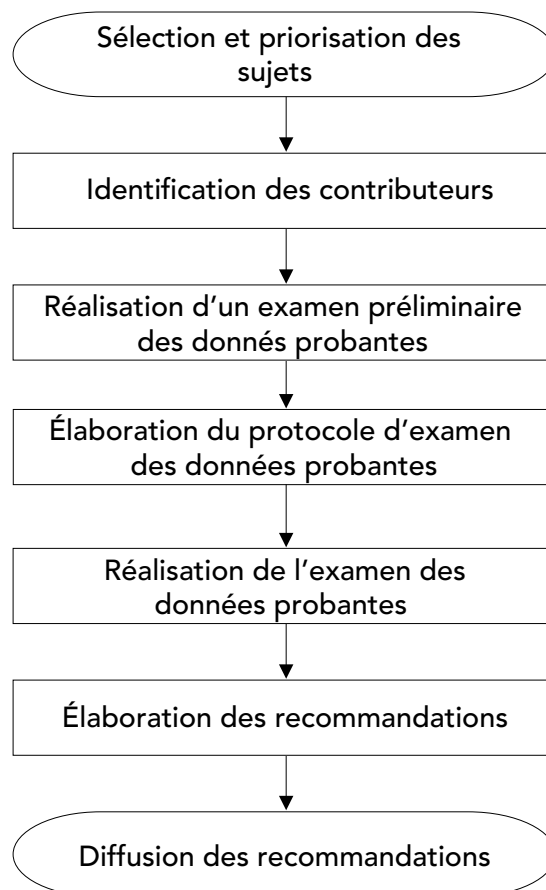 Sélection et priorisation des
sujets
Identification des contributeurs
Réalisation d’un examen préliminaire
des donnés probantes
Élaboration du protocole d’examen
des données probantes
Réalisation de l’examen des
données probantes
Élaboration des recommandations
Diffusion des recommandations